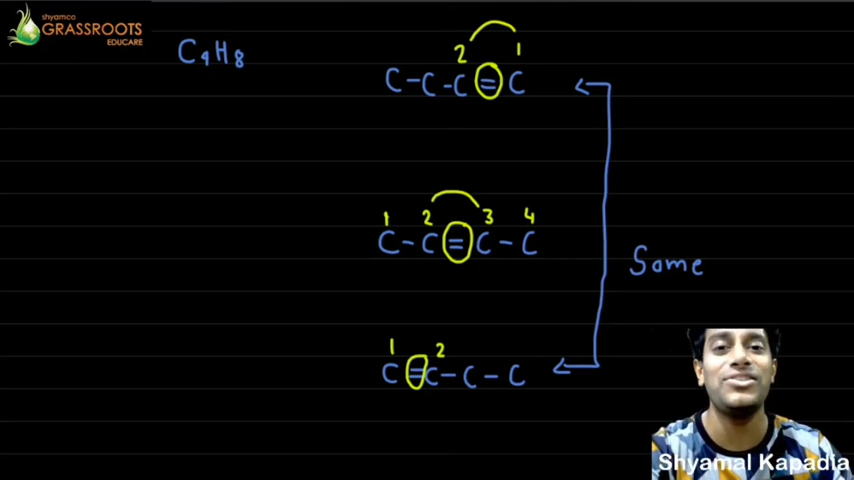 shyamco
GRASSROOTS
EDUCARE
C4H8
2 1
C-C-C=C
1 2 3 4
C-C=C-C
Same
1 2
C=C-C-C
Shyamal Kapadia